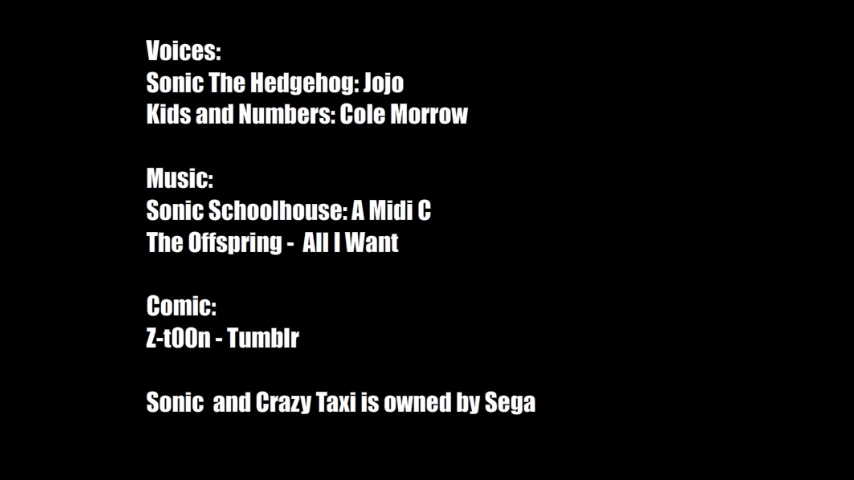 Voices:
Sonic The Hedgehog: Jojo
Kids and Numbers: Cole Morrow
Music:
Sonic Schoolhouse: A Midi C
The Offspring - All I Want
Comic:
Z-tOOn - Tumblr
Sonic and Crazy Taxi is owned by Sega